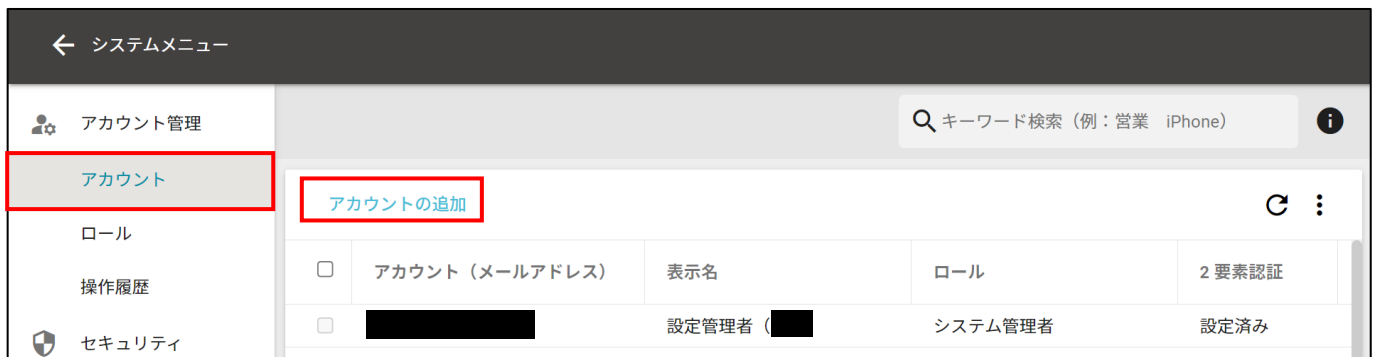 システムメニュー
アカウント管理
キーワード検索（例：営業　iPhone）
アカウント
アカウントの追加
ロール
操作履歴
アカウント（メールアドレス） 表示名 ロール 2 要素認証
設定管理者（ システム管理者 設定済み
セキュリティ